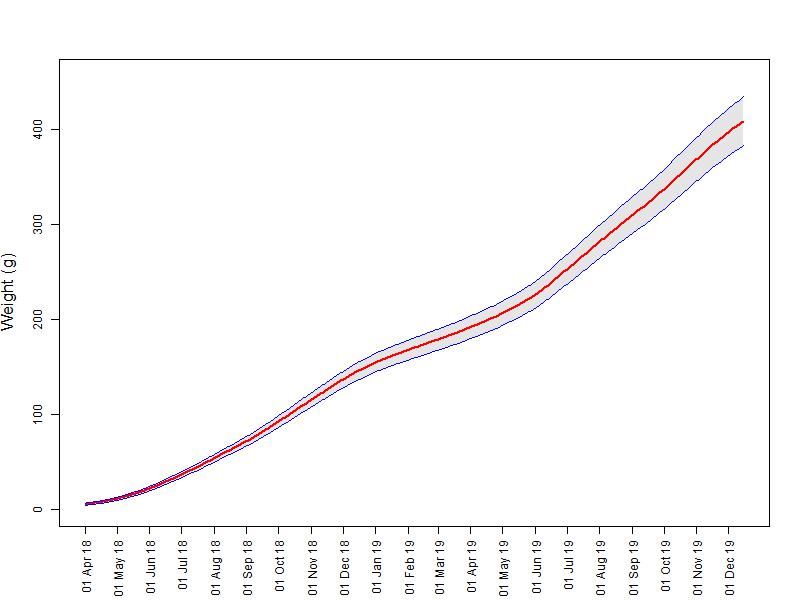 Weight (g)
400
300
200
100
0
01 Apr 18
01 May 18
01 Jun 18
01 Jul 18
01 Aug 18
01 Sep 18
01 Oct 18
01 Nov 18
01 Dec 18
01 Jan 19
01 Feb 19
01 Mar 19
01 Apr 19
01 May 19
01 Jun 19
01 Jul 19
01 Aug 19
01 Sep 19
01 Oct 19
01 Nov 19
01 Dec 19